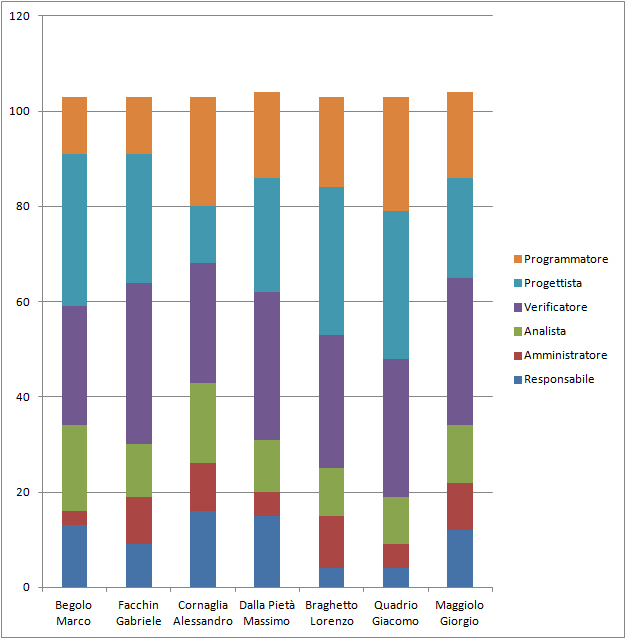 120
100
80
60
40
20
0
Programmatore
Progettista
Verificatore
Analista
Amministratore
Responsabile
Begolo Marco
Facchin Gabriele
Cornaglia Alessandro
Dalla Pietà Massimo
Braghetto Lorenzo
Quadrio Giacomo
Maggiolo Giorgio